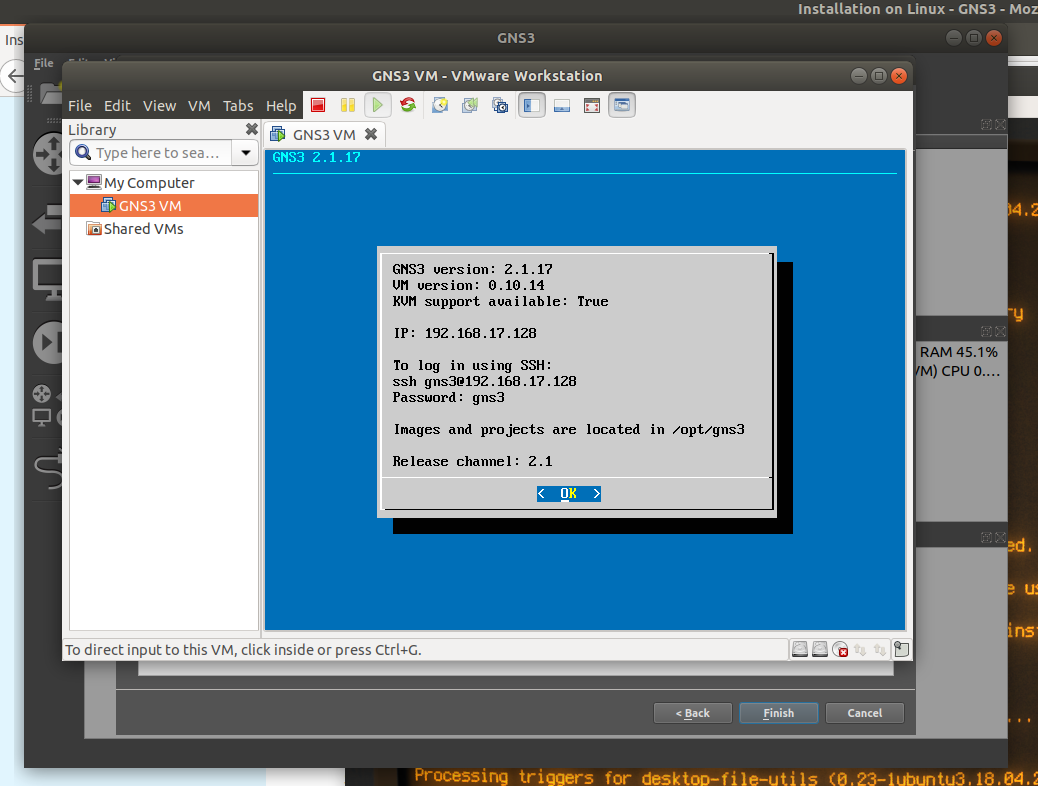 Installation on Linux - GNS3 - Moz
Ins
GNS3
File
GNS3 VM - VMware Workstation
File Edit View VM Tabs Help
Library
GNS3 VM
Type here to sea...
My Computer
GNS3 VM
Shared VMs
GNS3 2.1.17
GNS3 version: 2.1.17
VM version: 0.10.14
KVM support available: True
IP: 192.168.17.128
To log in using SSH:
ssh gns3@192.168.17.128
Password: gns3
Images and projects are located in /opt/gns3
Release channel: 2.1
< OK >
04.2
ry
RAM 45.1%
VM) CPU 0....
ed.
e us
inst
...
To direct input to this VM, click inside or press Ctrl+G.
< Back
Finish
Cancel
Processing triggers for desktop-file-utils (0.23-1ubuntu3.18.04.2